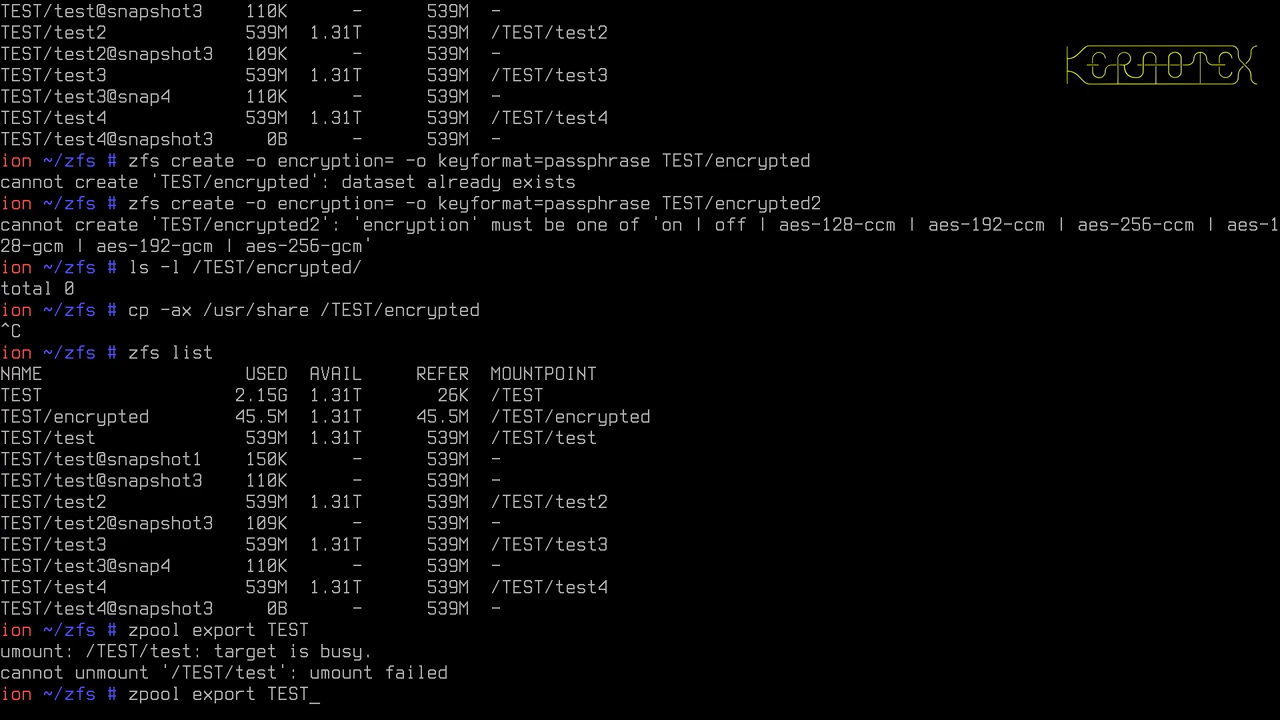 TEST/test@snapshot3   110K      -     539M  -
KERAOTEX
TEST/test2            539M  1.31T     539M  /TEST/test2
TEST/test2@snapshot3  109K      -     539M  -
TEST/test3            539M  1.31T     539M  /TEST/test3
TEST/test3@snap4      110K      -     539M  -
TEST/test4            539M  1.31T     539M  /TEST/test4
TEST/test4@snapshot3    0B      -     539M  -
ion ~/zfs # zfs create -o encryption= -o keyformat=passphrase TEST/encrypted
cannot create 'TEST/encrypted': dataset already exists
ion ~/zfs # zfs create -o encryption= -o keyformat=passphrase TEST/encrypted2
cannot create 'TEST/encrypted2': 'encryption' must be one of 'on | off | aes-128-ccm | aes-192-ccm | aes-256-ccm | aes-1
28-gcm | aes-192-gcm | aes-256-gcm'
ion ~/zfs # ls -l /TEST/encrypted/
total 0
ion ~/zfs # cp -ax /usr/share /TEST/encrypted
^C
ion ~/zfs # zfs list
NAME                   USED  AVAIL     REFER  MOUNTPOINT
TEST                  2.15G  1.31T       26K  /TEST
TEST/encrypted        45.5M  1.31T     45.5M  /TEST/encrypted
TEST/test              539M  1.31T      539M  /TEST/test
TEST/test@snapshot1    150K      -      539M  -
TEST/test@snapshot3    110K      -      539M  -
TEST/test2             539M  1.31T      539M  /TEST/test2
TEST/test2@snapshot3   109K      -      539M  -
TEST/test3             539M  1.31T      539M  /TEST/test3
TEST/test3@snap4       110K      -      539M  -
TEST/test4             539M  1.31T      539M  /TEST/test4
TEST/test4@snapshot3     0B      -      539M  -
ion ~/zfs # zpool export TEST
umount: /TEST/test: target is busy.
cannot unmount '/TEST/test': umount failed
ion ~/zfs # zpool export TEST_